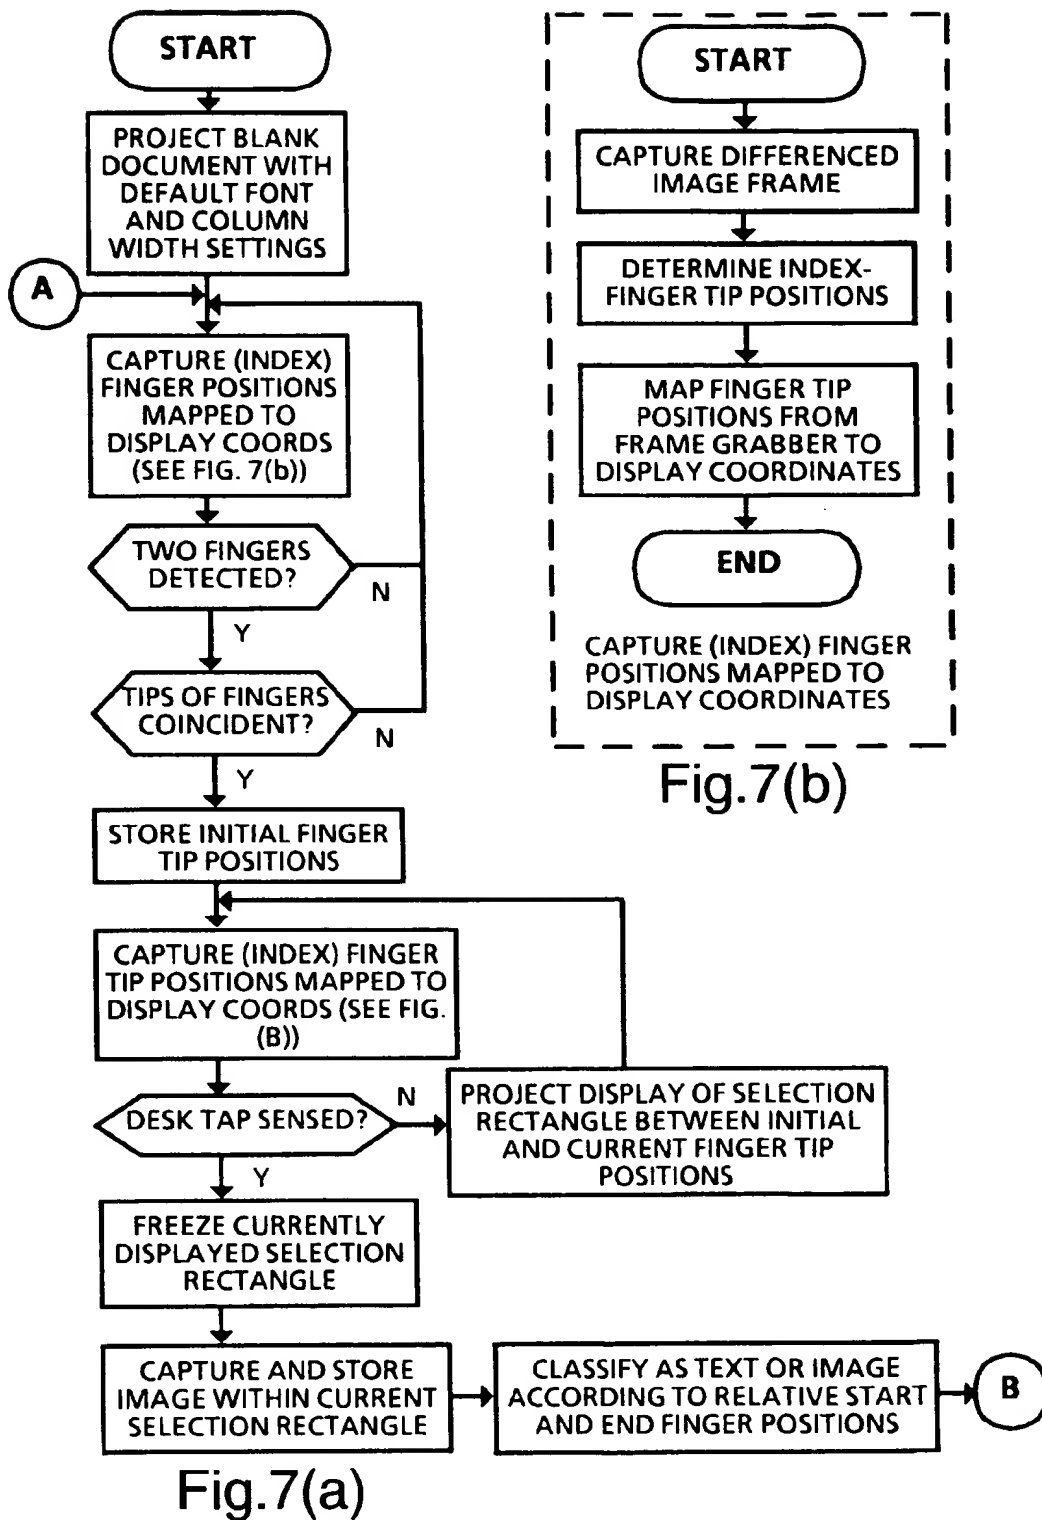 START
PROJECT BLANK
DOCUMENT WITH
DEFAULT FONT
AND COLUMN
WIDTH SETTINGS
A
CAPTURE (INDEX)
FINGER POSITIONS
MAPPED TO
DISPLAY COORDS
(SEE FIG. 7(b))
TWO FINGERS
DETECTED?
N
Y
TIPS OF FINGERS
COINCIDENT?
N
Y
STORE INITIAL FINGER
TIP POSITIONS
CAPTURE (INDEX) FINGER
TIP POSITIONS MAPPED TO
DISPLAY COORDS (SEE FIG.
(B))
DESK TAP SENSED?
N
PROJECT DISPLAY OF SELECTION
RECTANGLE BETWEEN INITIAL
AND CURRENT FINGER TIP
POSITIONS
Y
FREEZE CURRENTLY
DISPLAYED SELECTION
RECTANGLE
CAPTURE AND STORE
IMAGE WITHIN CURRENT
SELECTION RECTANGLE
CLASSIFY AS TEXT OR IMAGE
ACCORDING TO RELATIVE START
AND END FINGER POSITIONS
B
Fig.7(a)
START
CAPTURE DIFFERENCED
IMAGE FRAME
DETERMINE INDEX-
FINGER TIP POSITIONS
MAP FINGER TIP
POSITIONS FROM
FRAME GRABBER TO
DISPLAY COORDINATES
END
CAPTURE (INDEX) FINGER
POSITIONS MAPPED TO
DISPLAY COORDINATES
Fig.7(b)